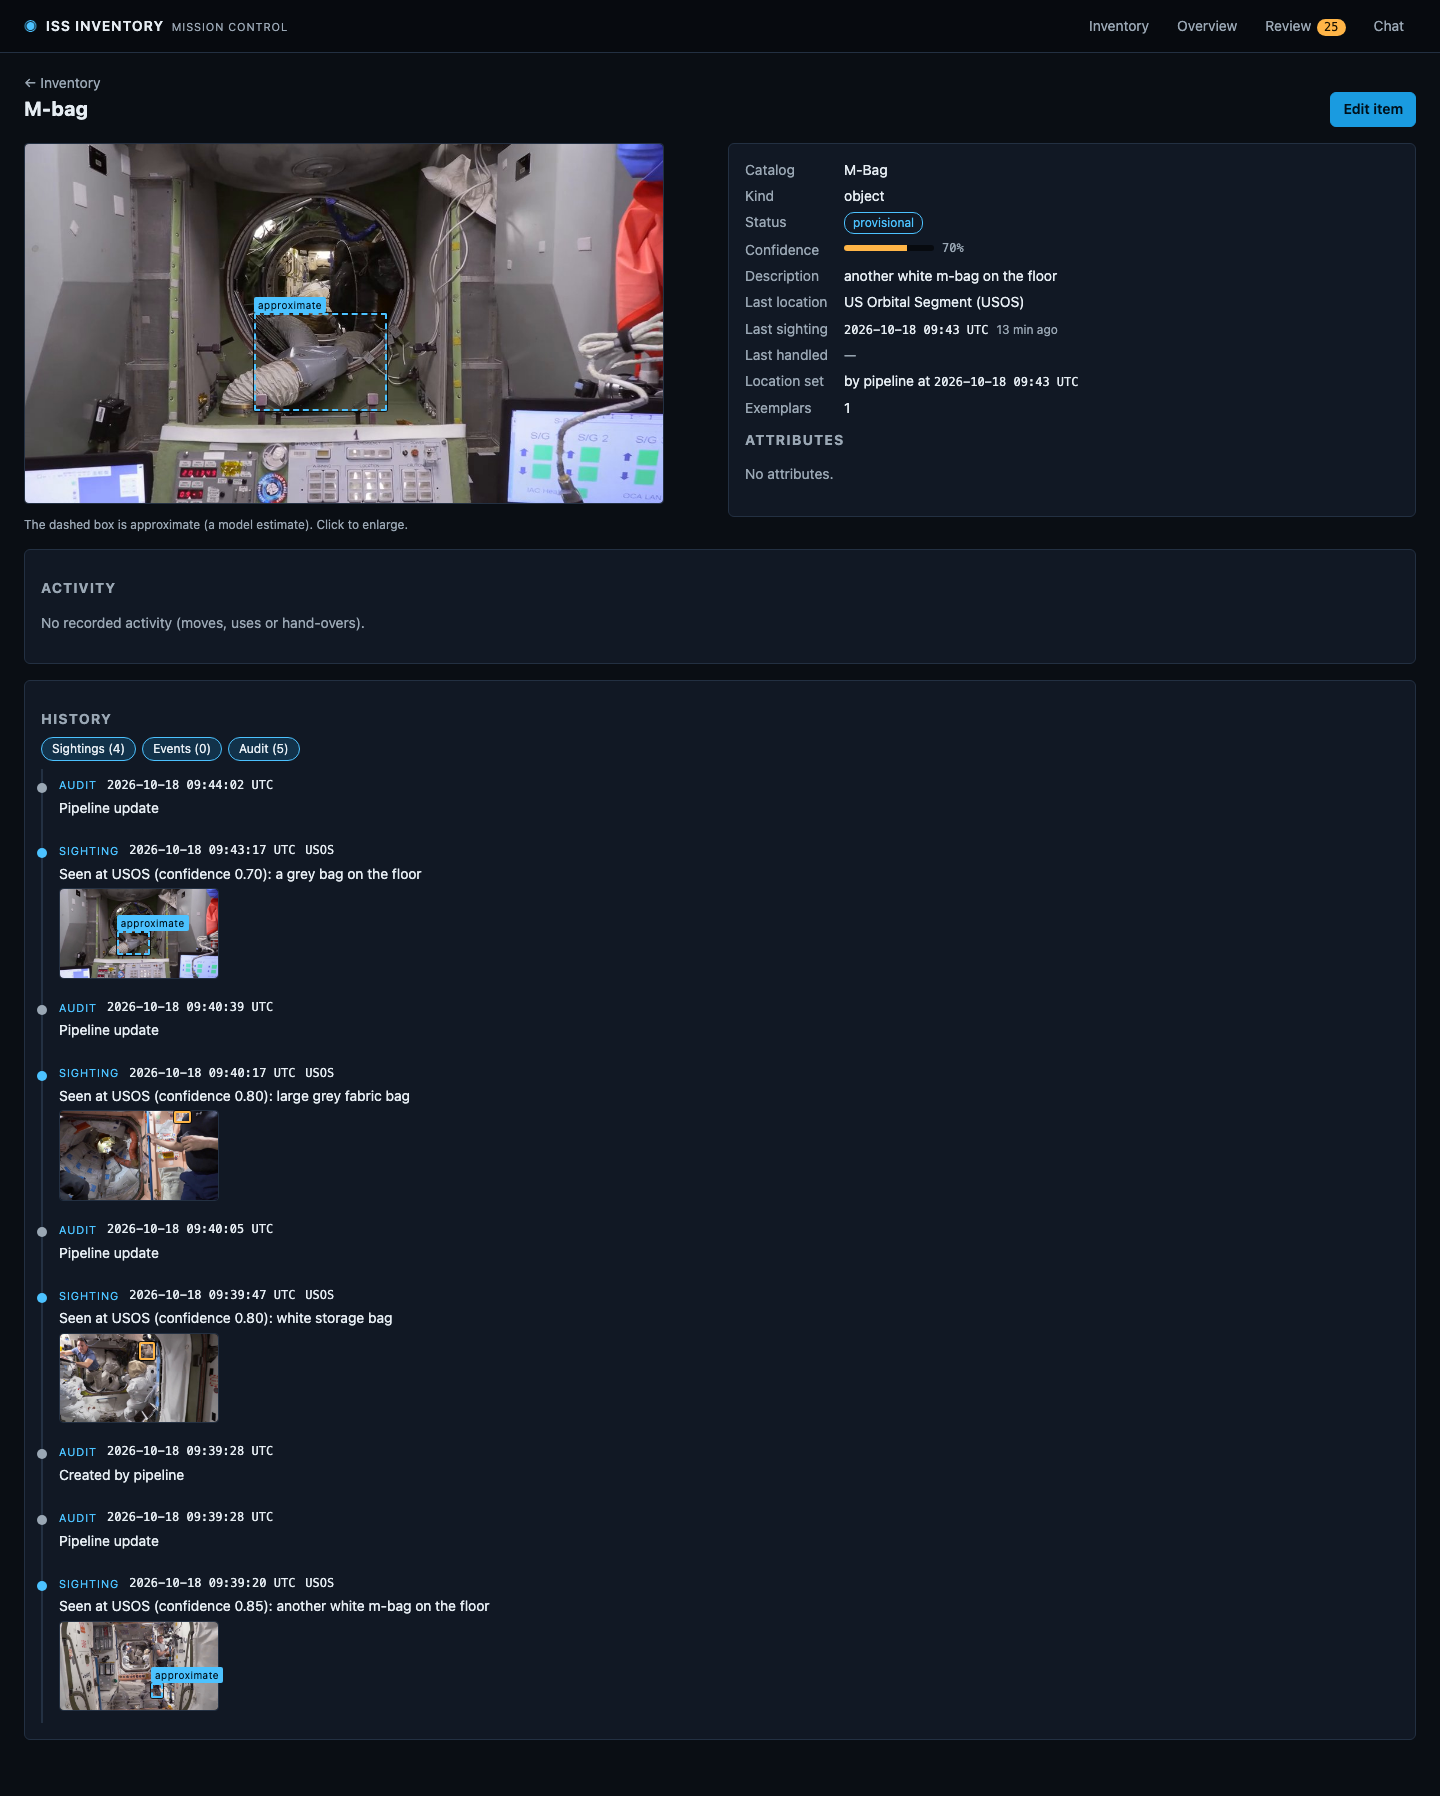 ISS INVENTORY MISSION CONTROL
Inventory Overview Review 25 Chat
← Inventory
M-bag
Edit item
approximate
S/G 2
The dashed box is approximate (a model estimate). Click to enlarge.
Catalog M-Bag
Kind object
Status provisional
Confidence 70%
Description another white m-bag on the floor
Last location US Orbital Segment (USOS)
Last sighting 2026-10-18 09:43 UTC 13 min ago
Last handled —
Location set by pipeline at 2026-10-18 09:43 UTC
Exemplars 1
ATTRIBUTES
No attributes.
ACTIVITY
No recorded activity (moves, uses or hand-overs).
HISTORY
Sightings (4) Events (0) Audit (5)
AUDIT 2026-10-18 09:44:02 UTC
Pipeline update
SIGHTING 2026-10-18 09:43:17 UTC USOS
Seen at USOS (confidence 0.70): a grey bag on the floor
approximate
AUDIT 2026-10-18 09:40:39 UTC
Pipeline update
SIGHTING 2026-10-18 09:40:17 UTC USOS
Seen at USOS (confidence 0.80): large grey fabric bag
AUDIT 2026-10-18 09:40:05 UTC
Pipeline update
SIGHTING 2026-10-18 09:39:47 UTC USOS
Seen at USOS (confidence 0.80): white storage bag
AUDIT 2026-10-18 09:39:28 UTC
Created by pipeline
AUDIT 2026-10-18 09:39:28 UTC
Pipeline update
SIGHTING 2026-10-18 09:39:20 UTC USOS
Seen at USOS (confidence 0.85): another white m-bag on the floor
approximate